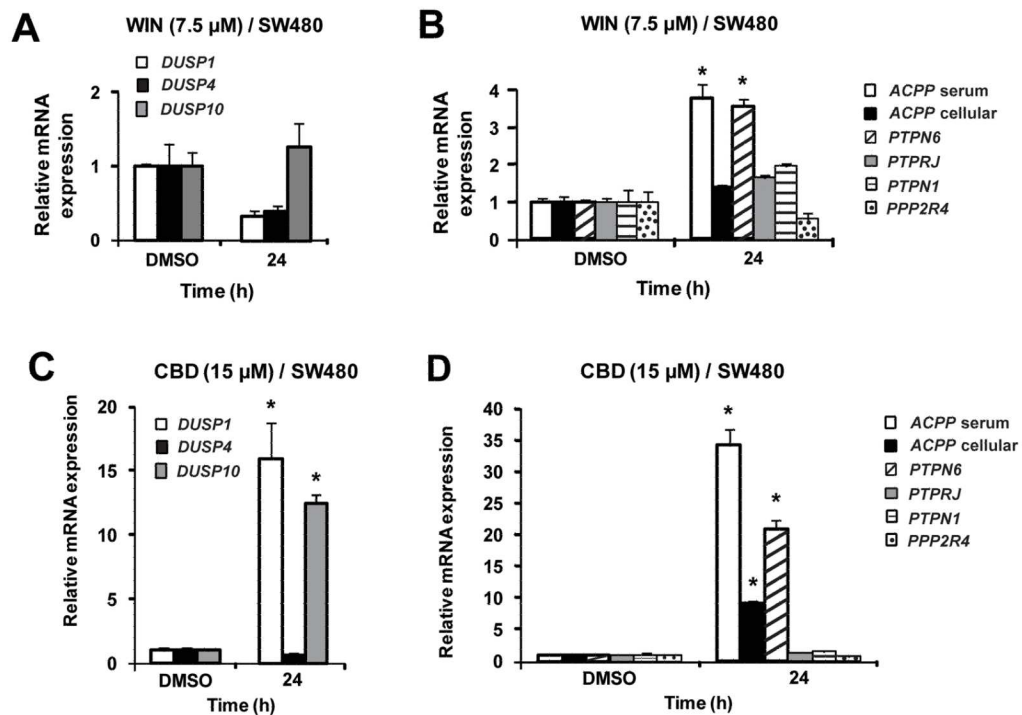 A
WIN (7.5 µM) / SW480
DUSP1
DUSP4
DUSP10
Relative mRNA
expression
2
1
0
DMSO
24
Time (h)
B
WIN (7.5 µM) / SW480
Relative mRNA
expression
4
3
2
1
0
*
*
DMSO
24
Time (h)
ACPP serum
ACPP cellular
PTPN6
PTPRJ
PTPN1
PPP2R4
C
CBD (15 µM) / SW480
DUSP1
DUSP4
DUSP10
Relative mRNA expression
20
15
10
5
0
*
*
DMSO
24
Time (h)
D
CBD (15 µM) / SW480
Relative mRNA expression
40
35
30
25
20
15
10
5
0
*
*
*
DMSO
24
Time (h)
ACPP serum
ACPP cellular
PTPN6
PTPRJ
PTPN1
PPP2R4